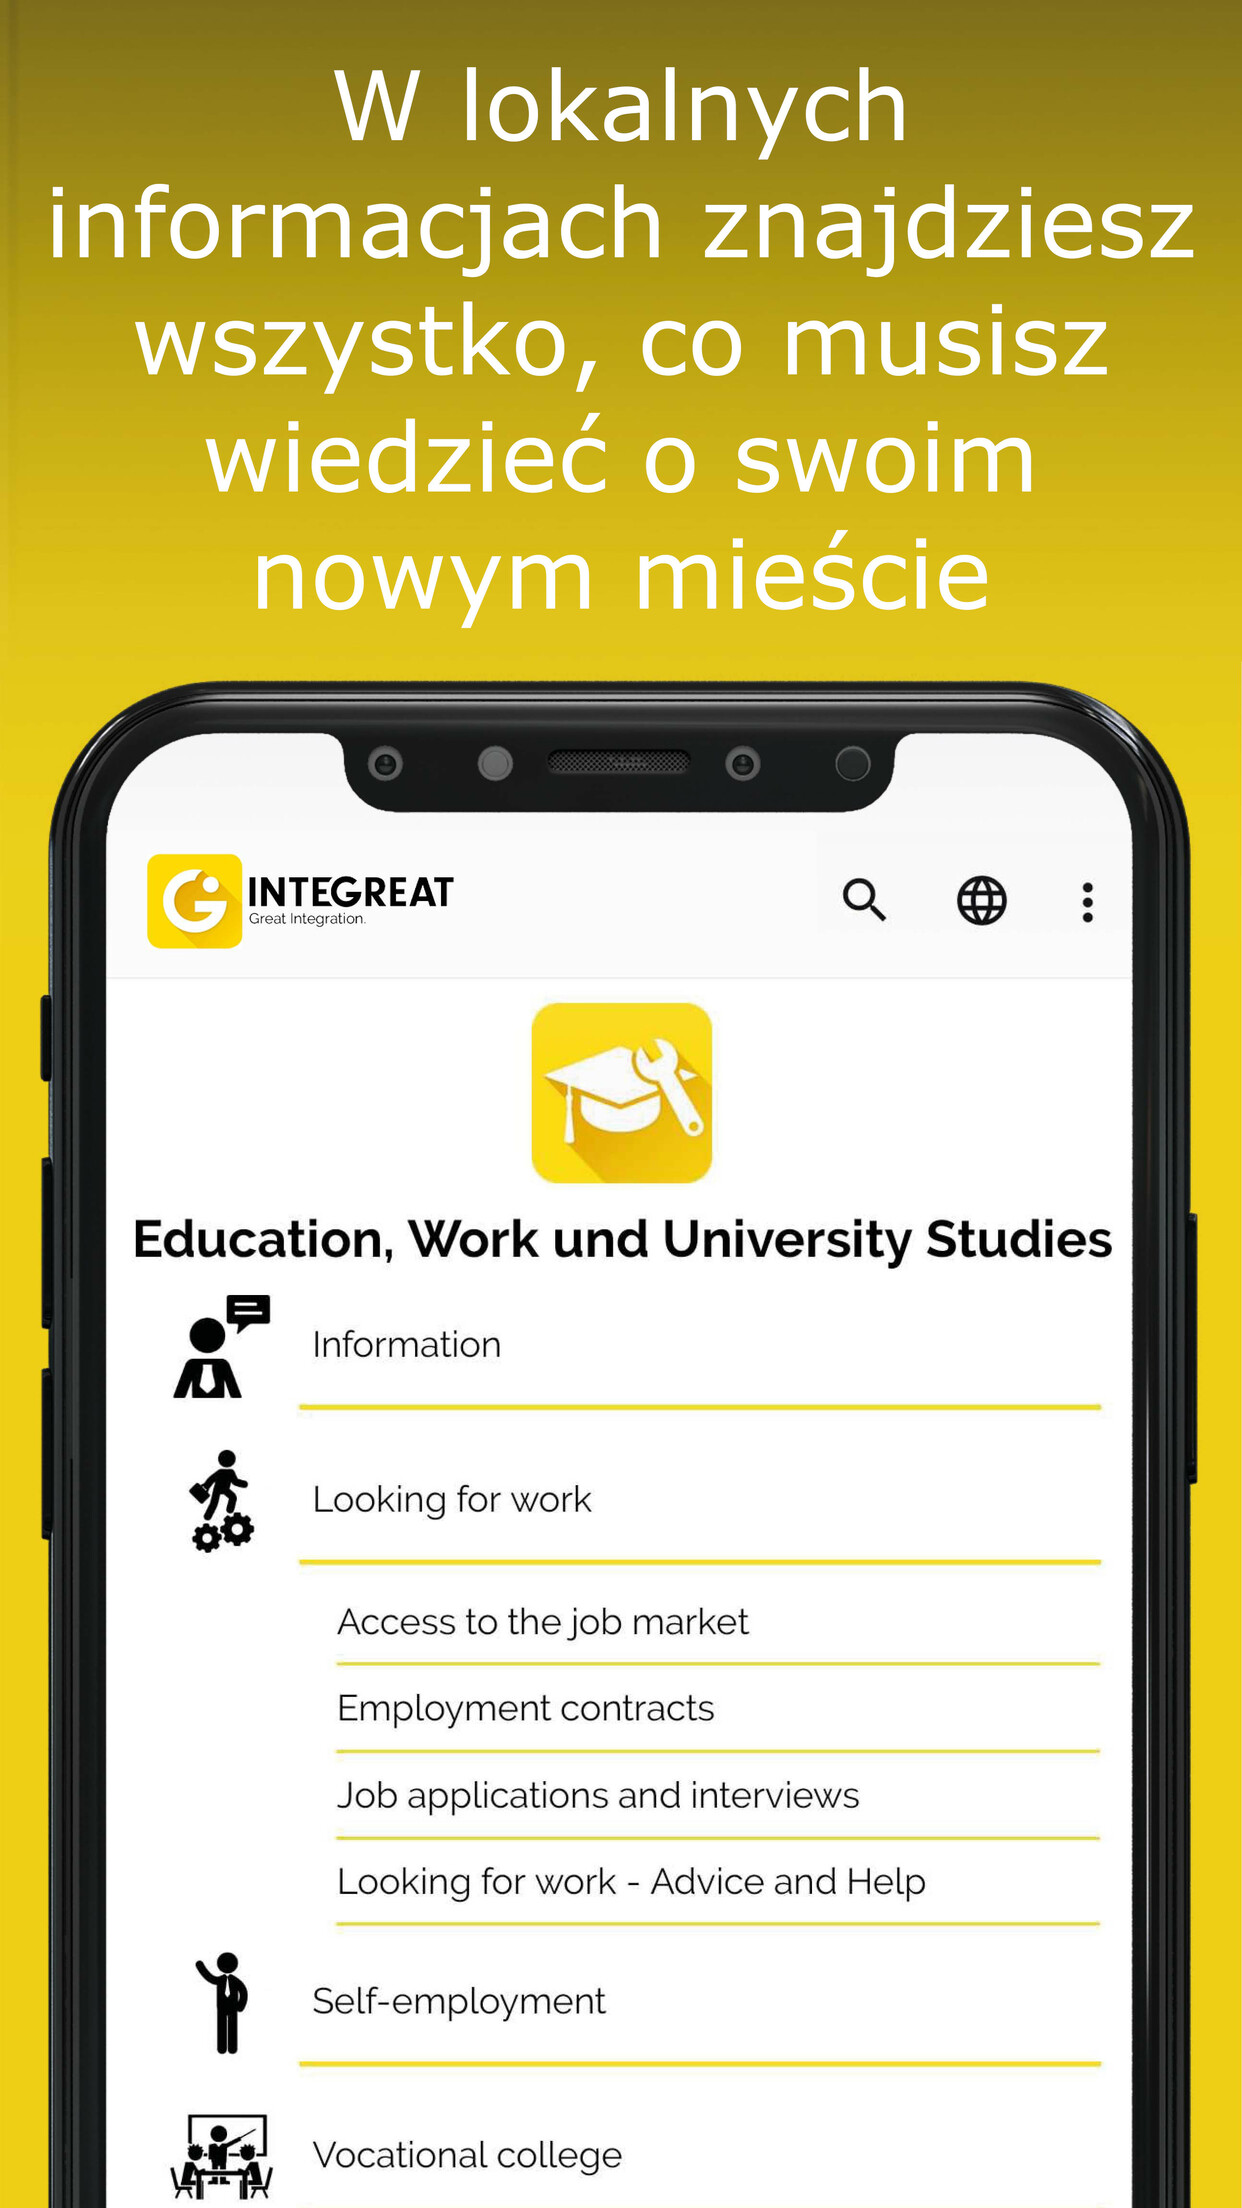 W lokalnych
informacjach znajdziesz
wszystko, co musisz
wiedzieć o swoim
nowym mieście
INTEGREAT
Great Integration.
Education, Work und University Studies
Information
Looking for work
Access to the job market
Employment contracts
Job applications and interviews
Looking for work - Advice and Help
Self-employment
Vocational college